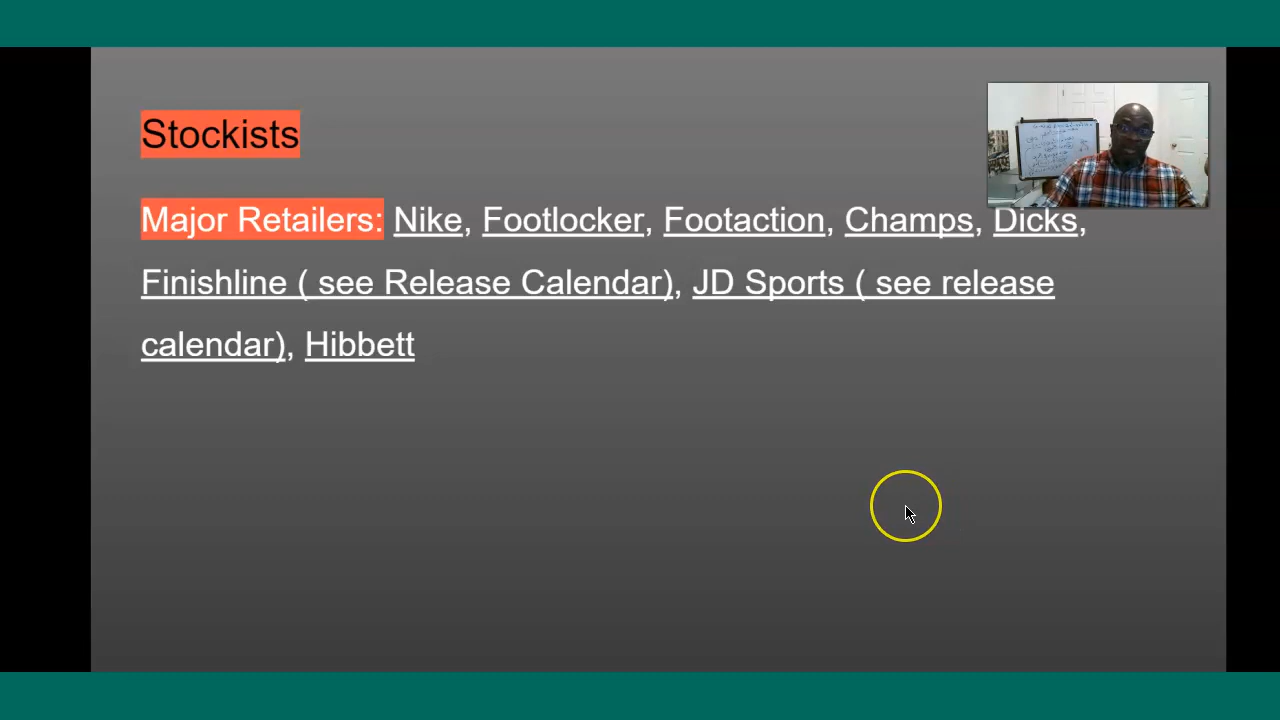 Stockists
Major Retailers: Nike, Footlocker, Footaction, Champs, Dicks,
Finishline ( see Release Calendar), JD Sports ( see release
calendar), Hibbett